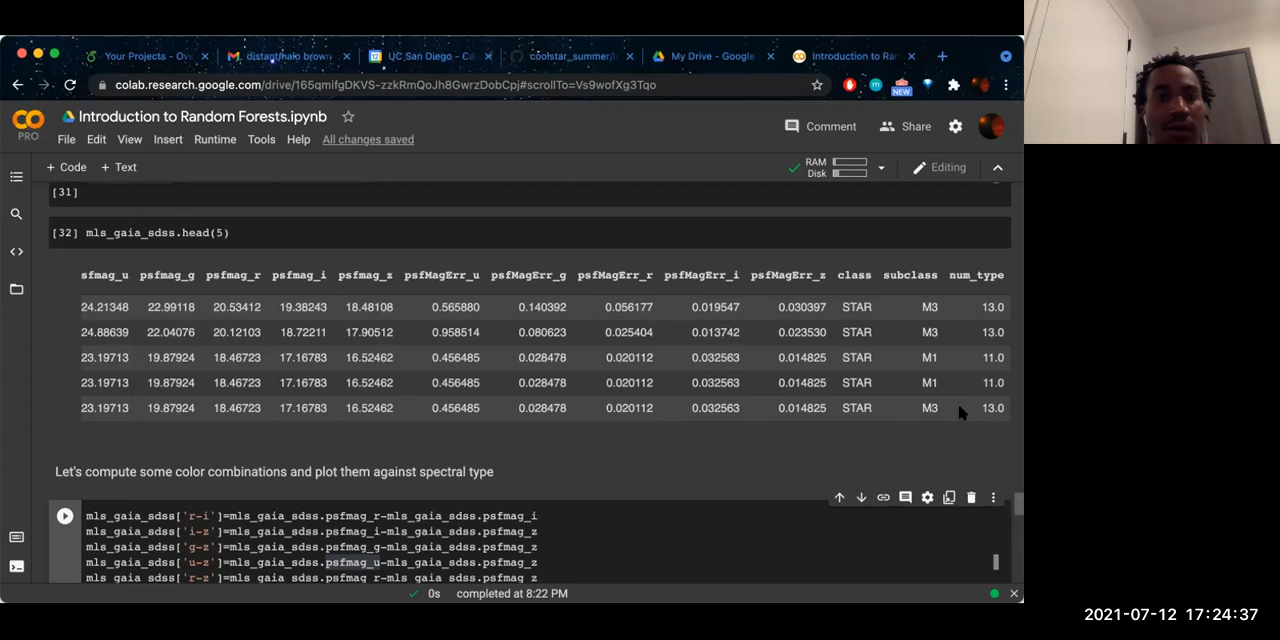 Your Projects - Ove
distant/halo brown
UC San Diego - Ca
coolstar_summer/
My Drive - Google
Introduction to Ran
colab.research.google.com/drive/165qmifgDKVS-zzkRmQoJh8GwrzDobCpj#scrollTo=Vs9wofXg3Tqo
NEW
CO
PRO
Introduction to Random Forests.ipynb
File Edit View Insert Runtime Tools Help All changes saved
Comment Share
+ Code + Text
RAM
Disk
Editing
[31]
[32] mls_gaia_sdss.head(5)
sfmag_u psfmag_g psfmag_r psfmag_i psfmag_z psfMagErr_u psfMagErr_g psfMagErr_r psfMagErr_i psfMagErr_z class subclass num_type
24.21348 22.99118 20.53412 19.38243 18.48108 0.565880 0.140392 0.056177 0.019547 0.030397 STAR M3 13.0
24.88639 22.04076 20.12103 18.72211 17.90512 0.958514 0.080623 0.025404 0.013742 0.023530 STAR M3 13.0
23.19713 19.87924 18.46723 17.16783 16.52462 0.456485 0.028478 0.020112 0.032563 0.014825 STAR M1 11.0
23.19713 19.87924 18.46723 17.16783 16.52462 0.456485 0.028478 0.020112 0.032563 0.014825 STAR M1 11.0
23.19713 19.87924 18.46723 17.16783 16.52462 0.456485 0.028478 0.020112 0.032563 0.014825 STAR M3 13.0
Let's compute some color combinations and plot them against spectral type
mls_gaia_sdss['r-i']=mls_gaia_sdss.psfmag_r-mls_gaia_sdss.psfmag_i
mls_gaia_sdss['i-z']=mls_gaia_sdss.psfmag_i-mls_gaia_sdss.psfmag_z
mls_gaia_sdss['g-z']=mls_gaia_sdss.psfmag_g-mls_gaia_sdss.psfmag_z
mls_gaia_sdss['u-z']=mls_gaia_sdss.psfmag_u-mls_gaia_sdss.psfmag_z
mls_gaia_sdss['r-z']=mls_gaia_sdss.psfmag_r-mls_gaia_sdss.psfmag_z
0s completed at 8:22 PM
2021-07-12 17:24:37